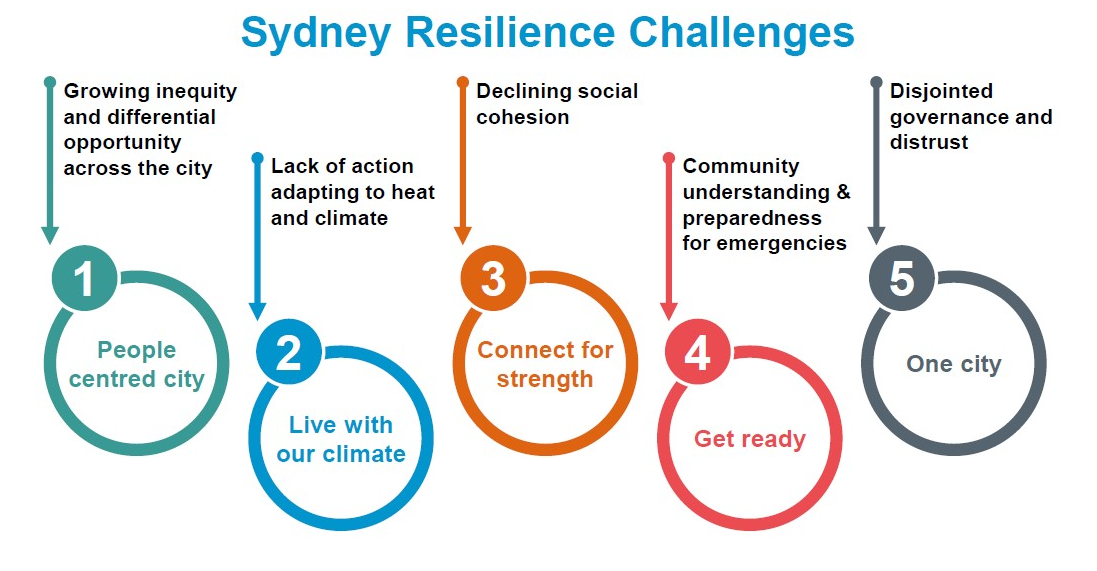 Sydney Resilience Challenges
Growing inequity
and differential
opportunity
across the city
1
People
centred city
Lack of action
adapting to heat
and climate
2
Live with
our climate
Declining social
cohesion
3
Connect for
strength
Community
understanding &
preparedness
for emergencies
4
Get ready
Disjointed
governance and
distrust
5
One city